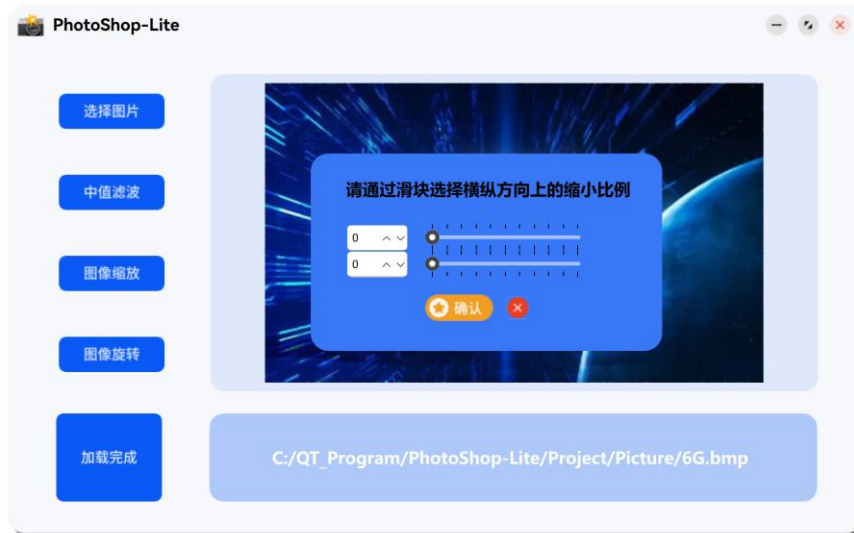 PhotoShop-Lite
选择图片
中值滤波
图像缩放
图像旋转
加载完成
请通过滑块选择横纵方向上的缩小比例
0
0
确认
C:/QT_Program/PhotoShop-Lite/Project/Picture/6G.bmp